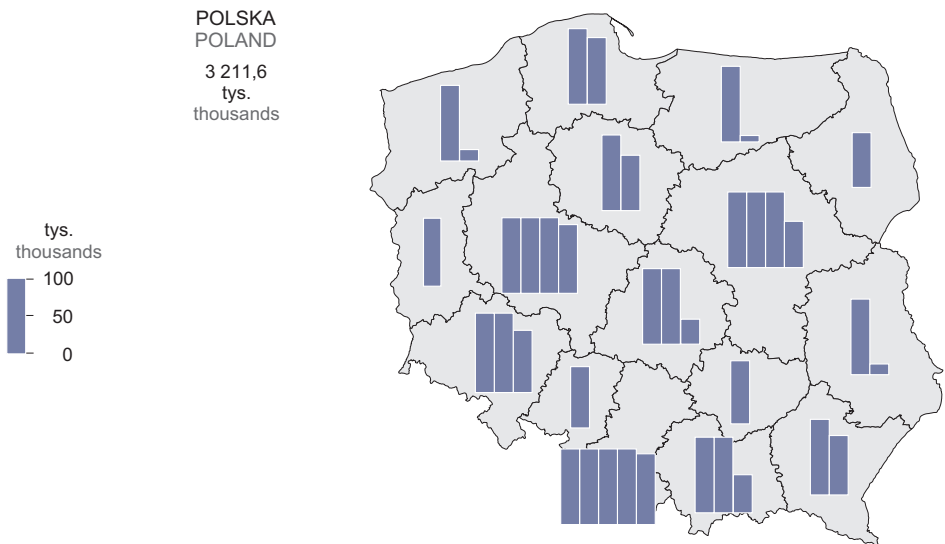 POLSKA
POLAND
3 211,6
tys.
thousands
tys.
thousands
100
50
0